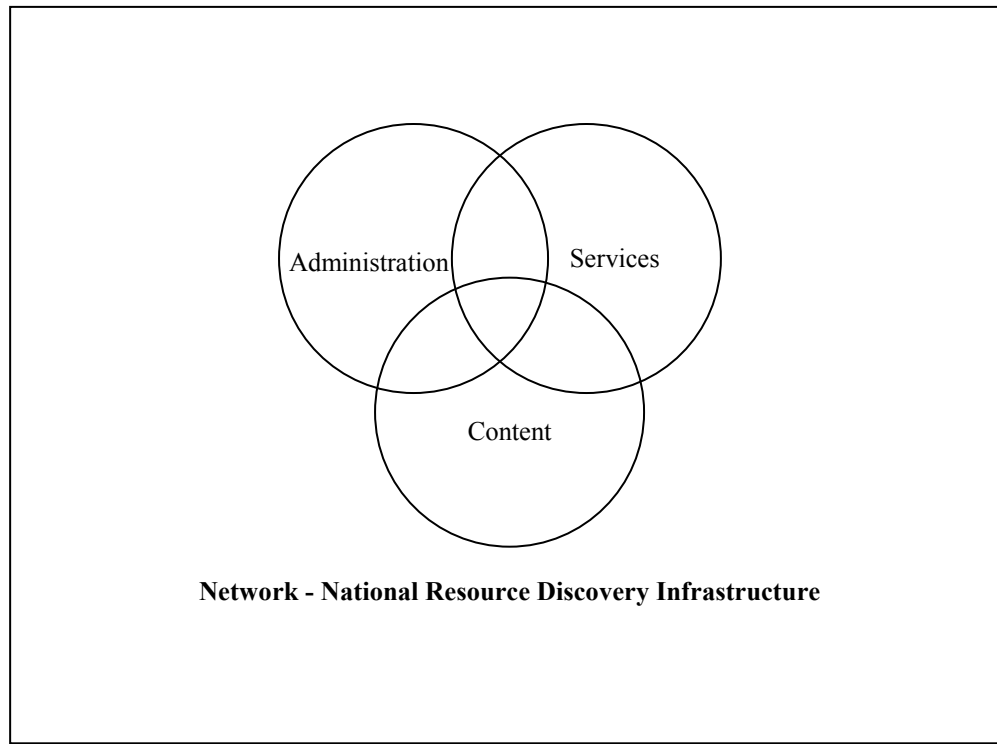 Administration
Services
Content
Network - National Resource Discovery Infrastructure